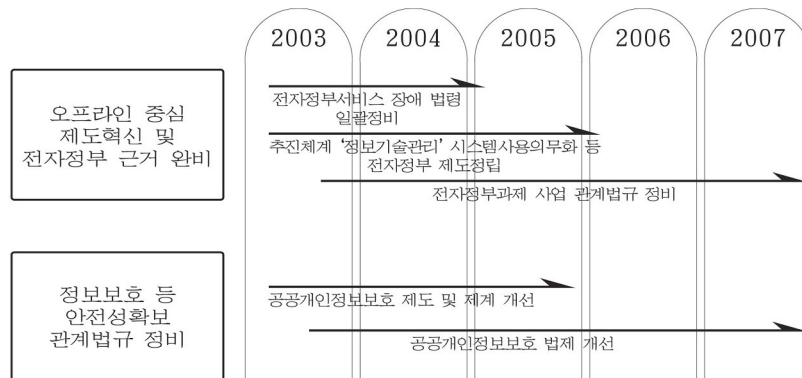 2003 2004 2005 2006 2007
오프라인 중심
제도혁신 및
전자정부 근거 완비
전자정부서비스 장애 법령
일괄정비
추진체계 ‘정보기술관리’ 시스템사용의무화 등
전자정부 제도정립
전자정부과제 사업 관계법규 정비
정보보호 등
안전성확보
관계법규 정비
공공개인정보보호 제도 및 제계 개선
공공개인정보보호 법제 개선